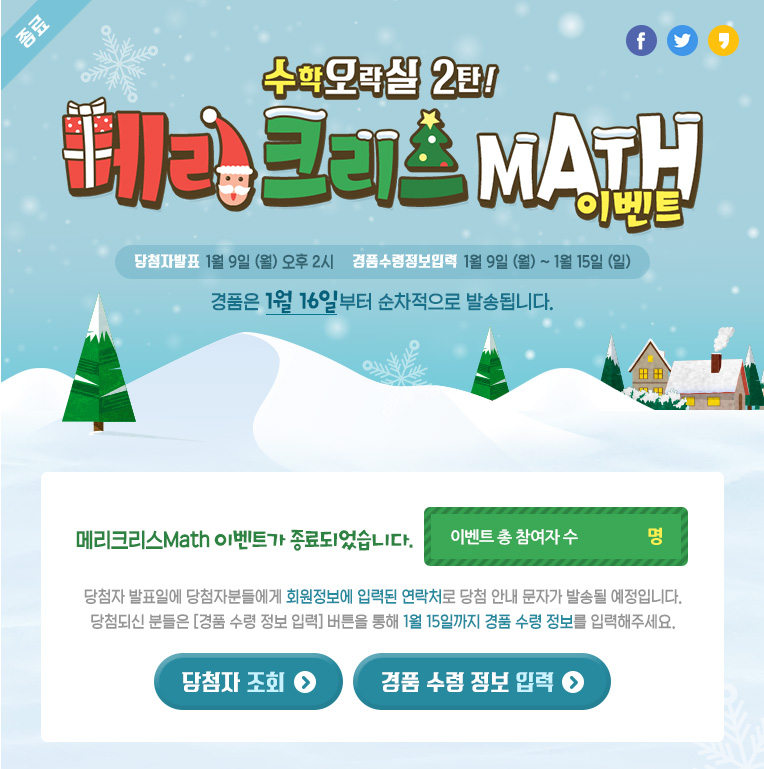 종료
수학오락실 2탄!
메리크리스MATH
이벤트
당첨자발표 1월 9일 (월) 오후 2시 경품수령정보입력 1월 9일 (월) ~ 1월 15일 (일)
경품은 1월 16일부터 순차적으로 발송됩니다.
메리크리스Math 이벤트가 종료되었습니다.
이벤트 총 참여자 수 명
당첨자 발표일에 당첨자분들에게 회원정보에 입력된 연락처로 당첨 안내 문자가 발송될 예정입니다.
당첨되신 분들은 [경품 수령 정보 입력] 버튼을 통해 1월 15일까지 경품 수령 정보를 입력해주세요.
당첨자 조회
경품 수령 정보 입력